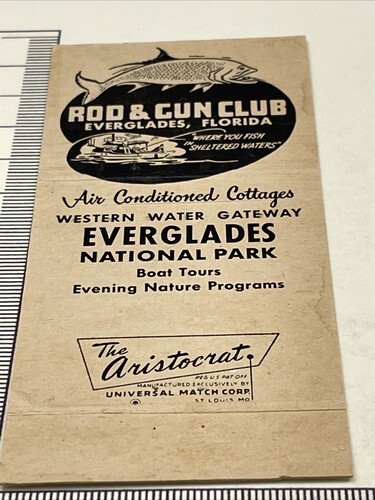 ROD & GUN CLUB
EVERGLADES, FLORIDA
"WHERE YOU FISH
IN SHELTERED WATERS"
Air Conditioned Cottages
WESTERN WATER GATEWAY
EVERGLADES
NATIONAL PARK
Boat Tours
Evening Nature Programs
The
Aristocrat
REG US PAT OFF
MANUFACTURED EXCLUSIVELY BY
UNIVERSAL MATCH CORP.
ST. LOUIS, MO